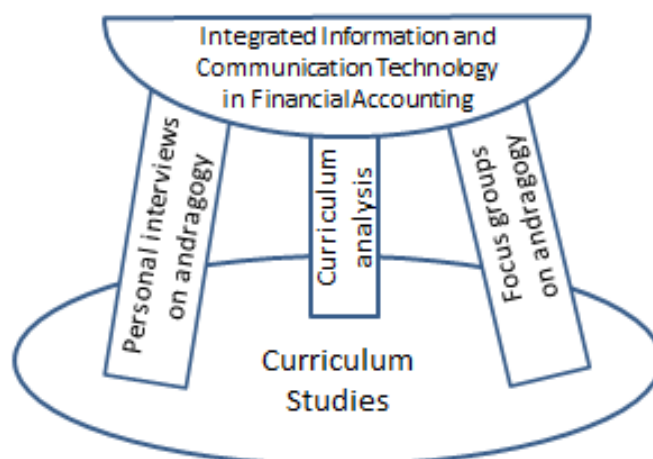 Integrated Information and
Communication Technology
in Financial Accounting
Personal interviews
on andragogy
Curriculum
analysis
Focus groups
on andragogy
Curriculum
Studies